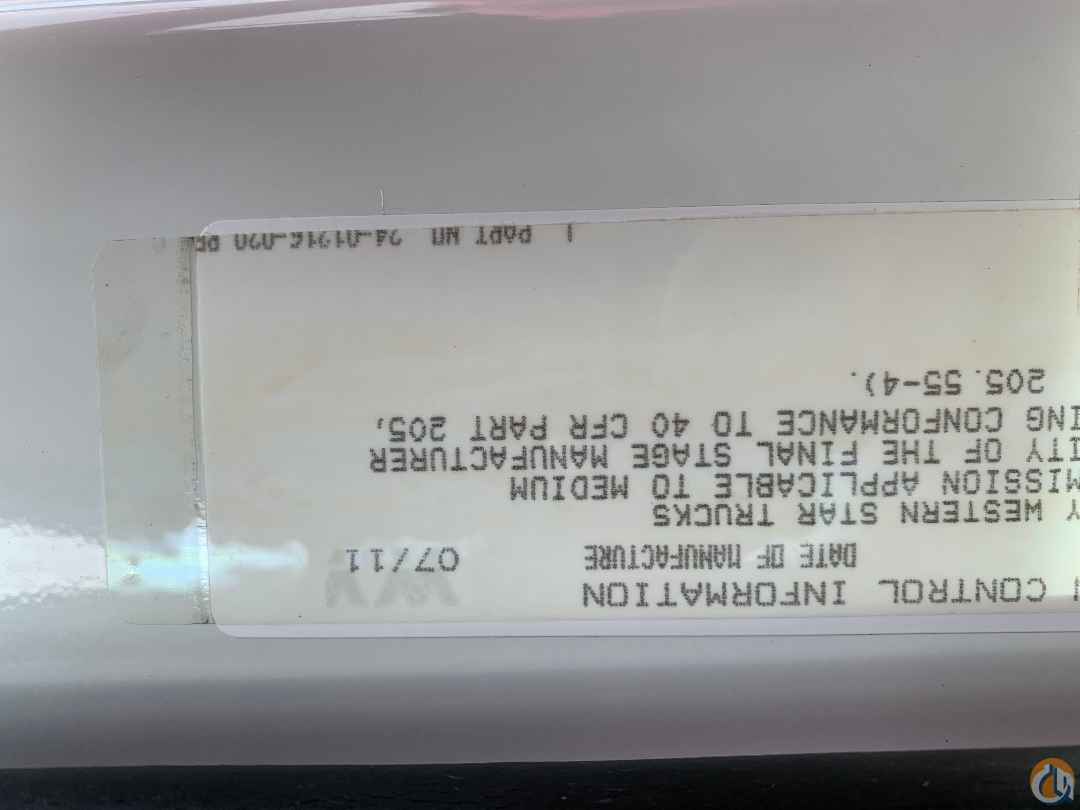 CONTROL INFORMATION
DATE OF MANUFACTURE 07/11
WESTERN STAR TRUCKS
MISSION APPLICABLE TO MEDIUM
ITY OF THE FINAL STAGE MANUFACTURER
ING CONFORMANCE TO 40 CFR PART 205,
205.55-4).
PART NO 24-01216-020